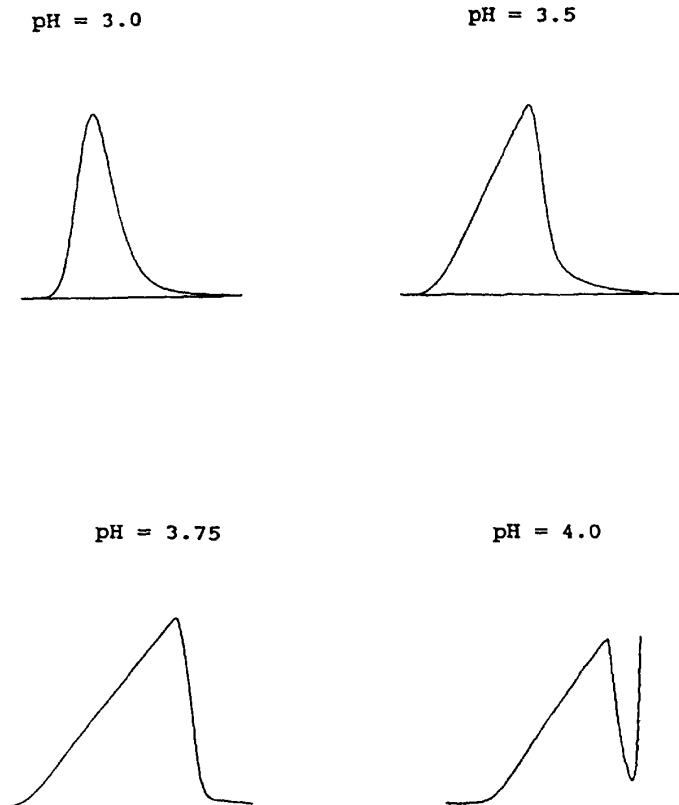 pH = 3.0
pH = 3.5
pH = 3.75
pH = 4.0